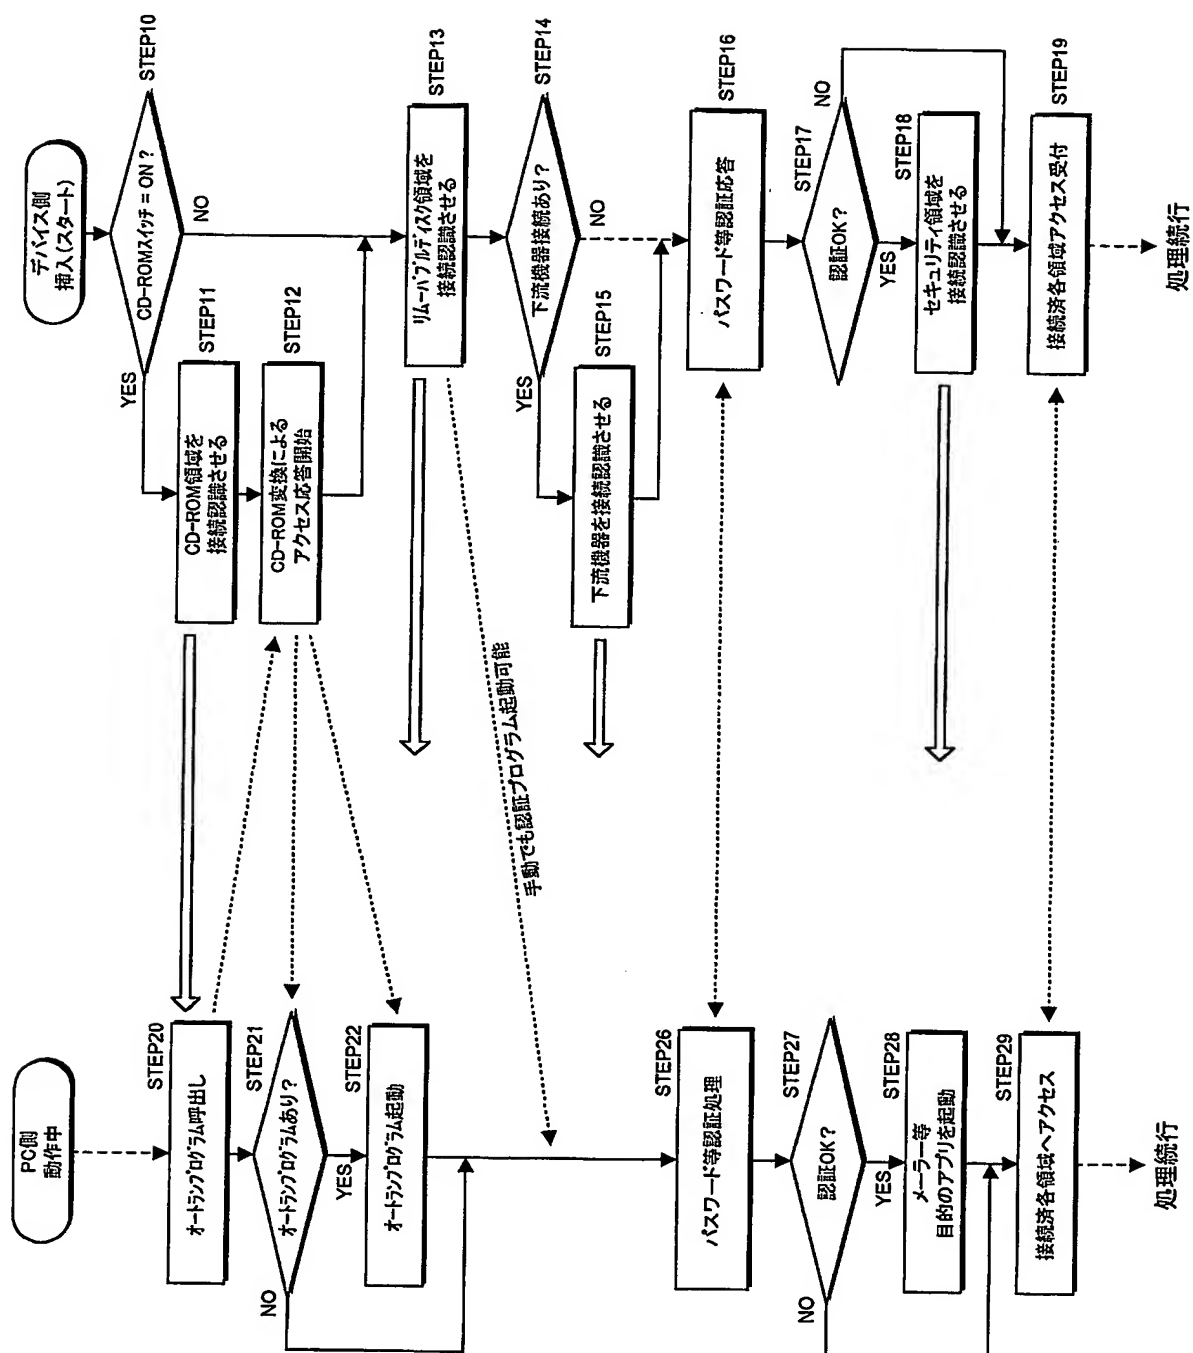 デバイス側
挿入(スタート)
CD-ROMスイッチ = ON ?
STEP10
YES
NO
CD-ROM領域を
接続認識させる
STEP11
CD-ROM変換による
アクセス応答開始
STEP12
リムーバブルディスク領域を
接続認識させる
STEP13
下流機器接続あり?
STEP14
YES
NO
下流機器を接続認識させる
STEP15
パスワード等認証応答
STEP16
認証OK?
STEP17
NO
YES
セキュリティ領域を
接続認識させる
STEP18
接続済各領域アクセス受付
STEP19
処理続行
手動でも認証プログラム起動可能
PC側
動作中
オートランプログラム呼出し
STEP20
オートランプログラムあり?
STEP21
YES
NO
オートランプログラム起動
STEP22
パスワード等認証処理
STEP26
認証OK?
STEP27
YES
NO
メーラー等
目的のアプリを起動
STEP28
接続済各領域へアクセス
STEP29
処理続行